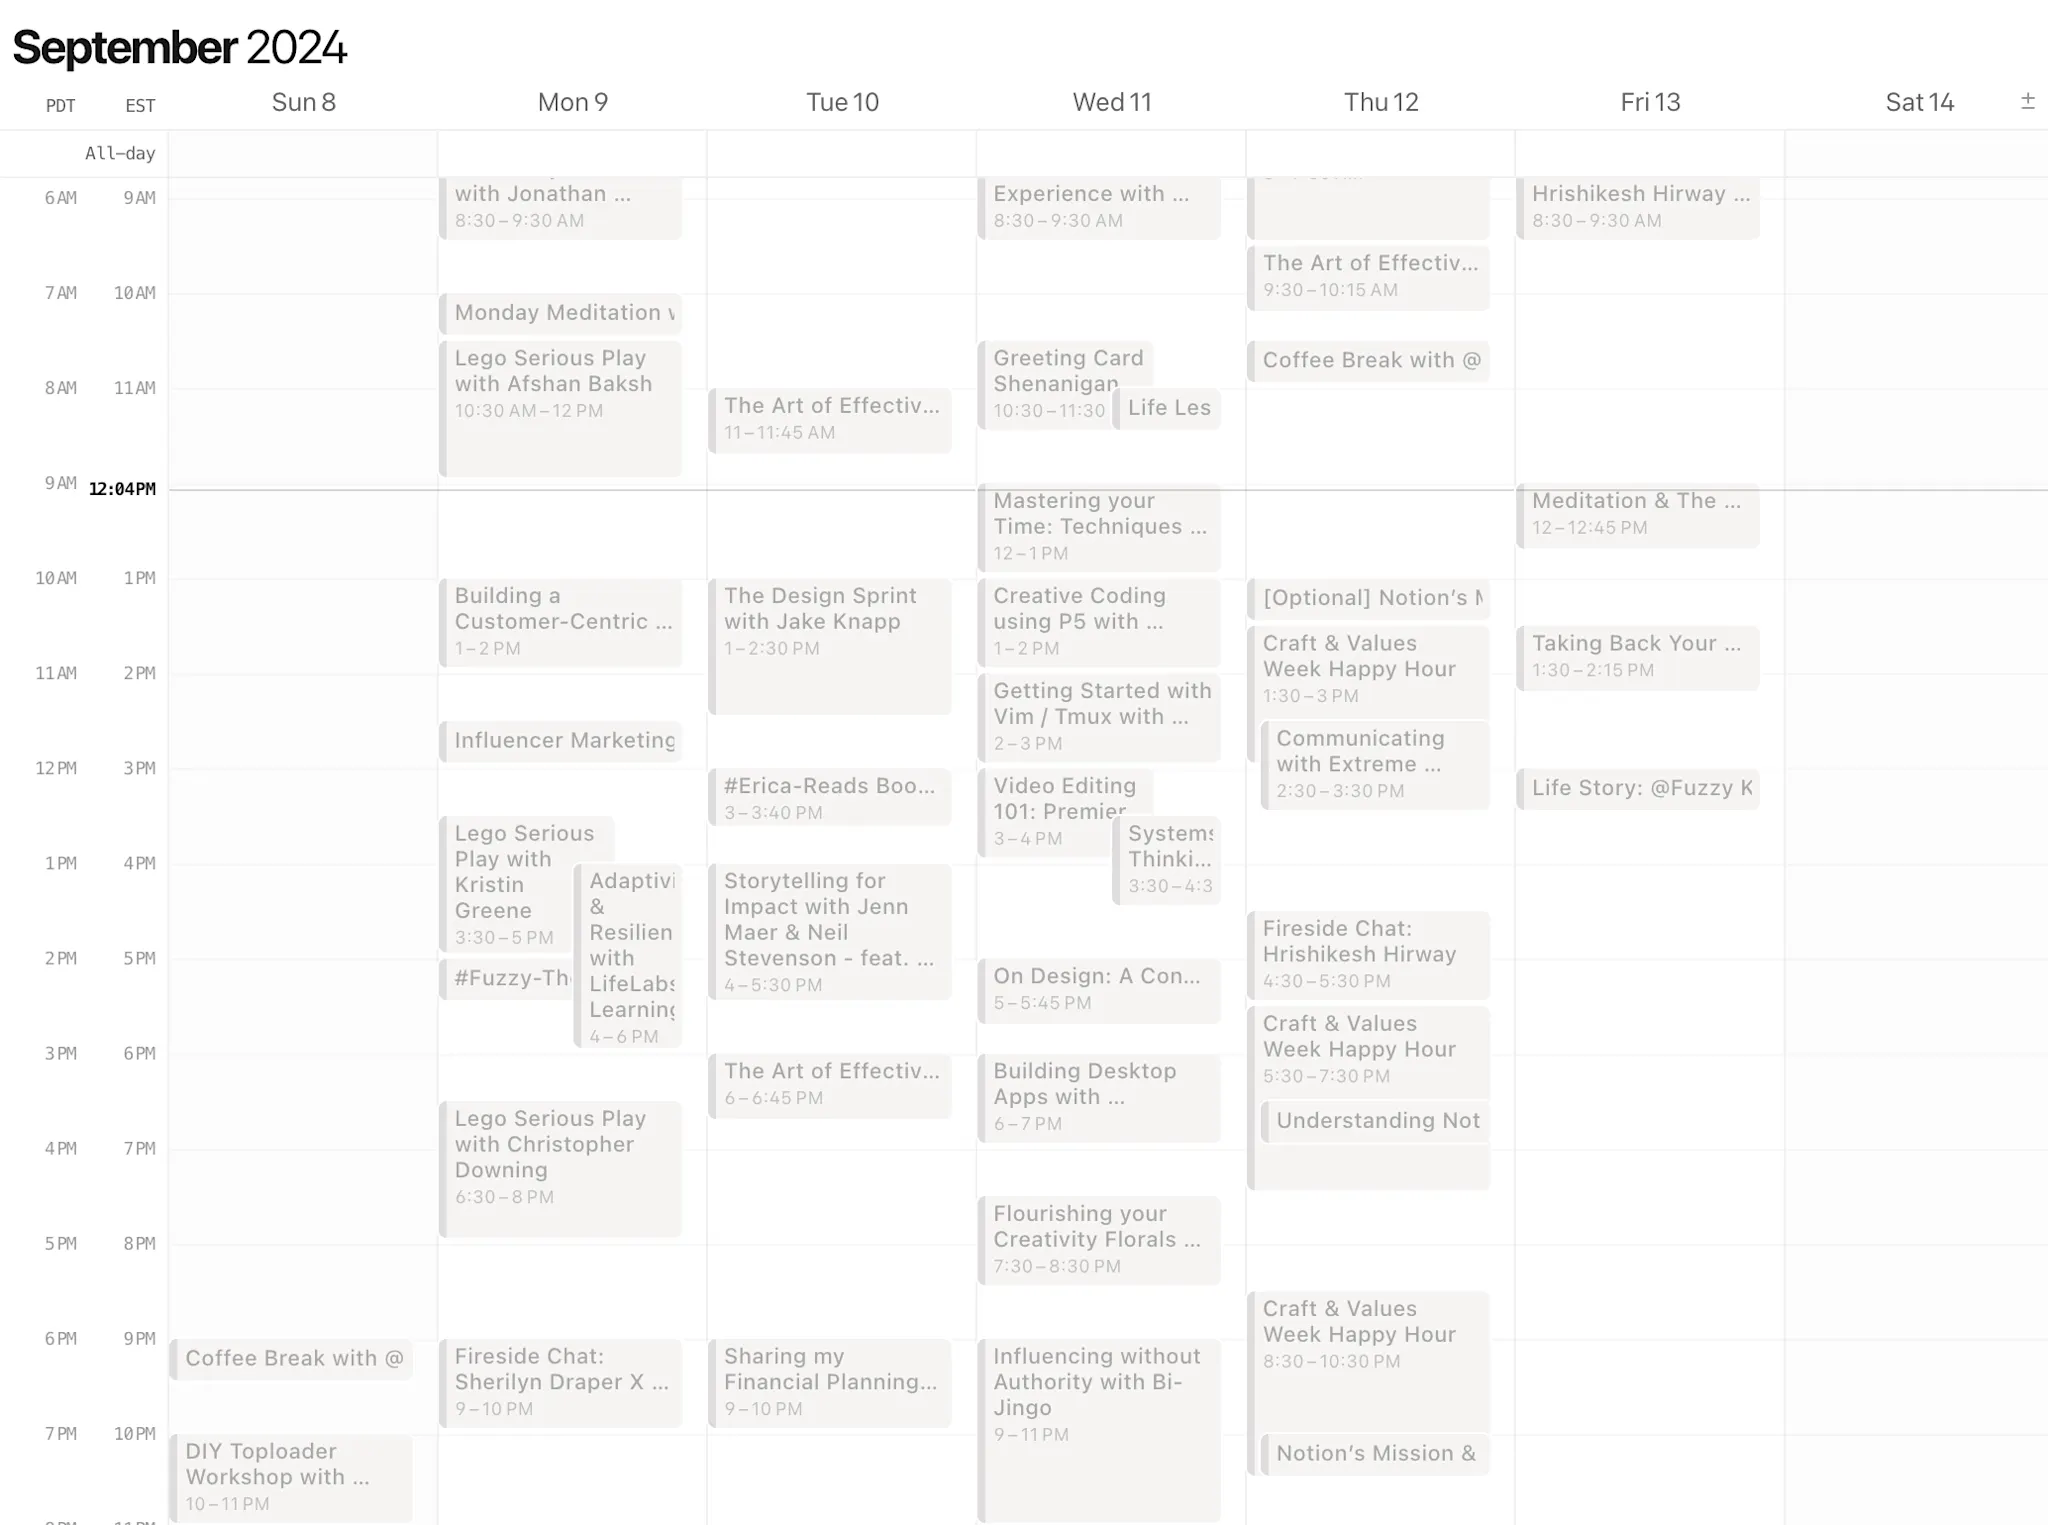 September 2024
PDT EST Sun 8 Mon 9 Tue 10 Wed 11 Thu 12 Fri 13 Sat 14 ±
All-day
6 AM 9 AM
7 AM 10 AM
8 AM 11 AM
9 AM 12:04 PM
10 AM 1 PM
11 AM 2 PM
12 PM 3 PM
1 PM 4 PM
2 PM 5 PM
3 PM 6 PM
4 PM 7 PM
5 PM 8 PM
6 PM 9 PM
7 PM 10 PM
Coffee Break with @
DIY Toploader
Workshop with ...
10–11 PM
with Jonathan ...
8:30–9:30 AM
Monday Meditation
Lego Serious Play
with Afshan Baksh
10:30 AM–12 PM
Building a
Customer-Centric ...
1–2 PM
Influencer Marketing
Lego Serious
Play with
Kristin
Greene
3:30–5 PM
Adaptivi
&
Resilien
with
LifeLabs
Learning
4–6 PM
#Fuzzy-Th
Lego Serious Play
with Christopher
Downing
6:30–8 PM
Fireside Chat:
Sherilyn Draper X ...
9–10 PM
The Art of Effectiv...
11–11:45 AM
The Design Sprint
with Jake Knapp
1–2:30 PM
#Erica-Reads Boo...
3–3:40 PM
Storytelling for
Impact with Jenn
Maer & Neil
Stevenson - feat. ...
4–5:30 PM
The Art of Effectiv...
6–6:45 PM
Sharing my
Financial Planning...
9–10 PM
Experience with ...
8:30–9:30 AM
Greeting Card
Shenanigan
10:30–11:30
Life Les
Mastering your
Time: Techniques ...
12–1 PM
Creative Coding
using P5 with ...
1–2 PM
Getting Started with
Vim / Tmux with ...
2–3 PM
Video Editing
101: Premier
3–4 PM
Systems
Thinki...
3:30–4:3
On Design: A Con...
5–5:45 PM
Building Desktop
Apps with ...
6–7 PM
Flourishing your
Creativity Florals ...
7:30–8:30 PM
Influencing without
Authority with Bi-
Jingo
9–11 PM
The Art of Effectiv...
9:30–10:15 AM
Coffee Break with @
[Optional] Notion's M
Craft & Values
Week Happy Hour
1:30–3 PM
Communicating
with Extreme ...
2:30–3:30 PM
Fireside Chat:
Hrishikesh Hirway
4:30–5:30 PM
Craft & Values
Week Happy Hour
5:30–7:30 PM
Understanding Not
Craft & Values
Week Happy Hour
8:30–10:30 PM
Notion's Mission &
Hrishikesh Hirway ...
8:30–9:30 AM
Meditation & The ...
12–12:45 PM
Taking Back Your ...
1:30–2:15 PM
Life Story: @Fuzzy K